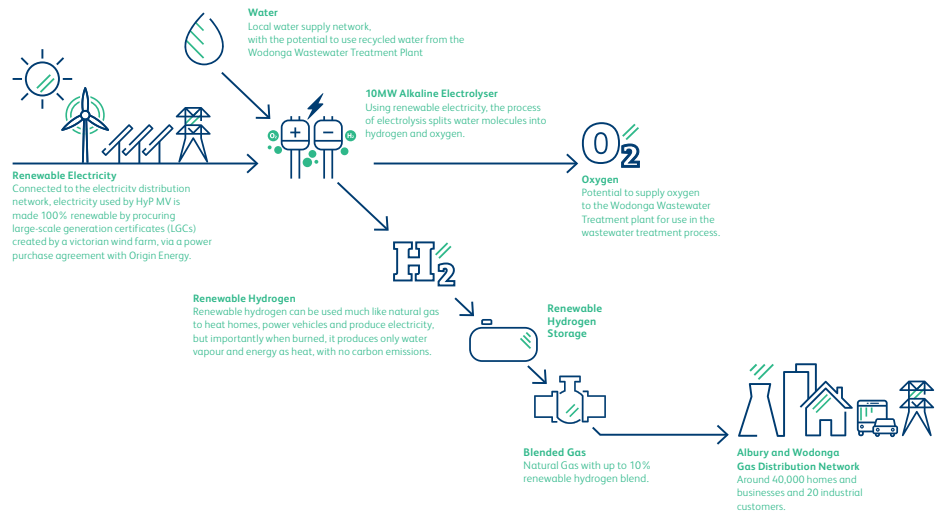 Water
Local water supply network,
with the potential to use recycled water from the
Wodonga Wastewater Treatment Plant
10MW Alkaline Electrolyser
Using renewable electricity, the process
of electrolysis splits water molecules into
hydrogen and oxygen.
O₂
+
−
H₂
O2
Oxygen
Potential to supply oxygen
to the Wodonga Wastewater
Treatment plant for use in the
wastewater treatment process.
Renewable Electricity
Connected to the electricity distribution
network, electricity used by HyP MV is
made 100% renewable by procuring
large-scale generation certificates (LGCs)
created by a victorian wind farm, via a power
purchase agreement with Origin Energy.
H2
Renewable Hydrogen
Renewable hydrogen can be used much like natural gas
to heat homes, power vehicles and produce electricity,
but importantly when burned, it produces only water
vapour and energy as heat, with no carbon emissions.
Renewable
Hydrogen
Storage
Blended Gas
Natural Gas with up to 10%
renewable hydrogen blend.
Albury and Wodonga
Gas Distribution Network
Around 40,000 homes and
businesses and 20 industrial
customers.